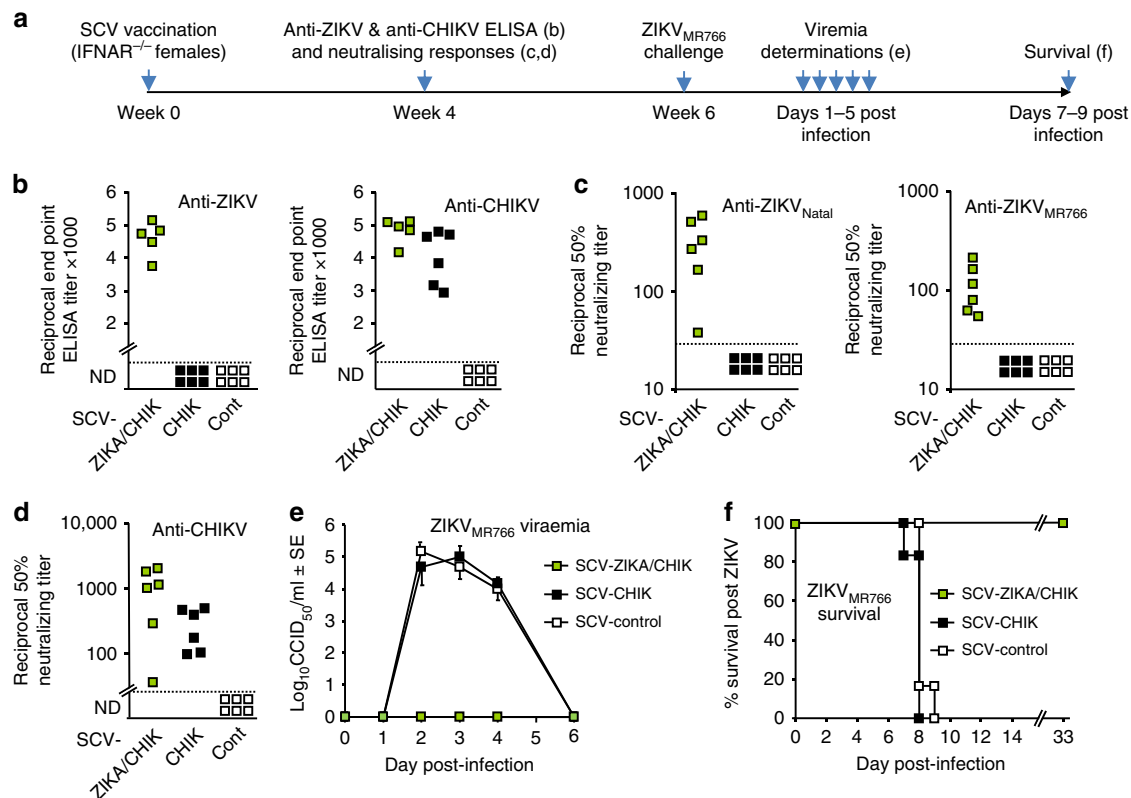 a
SCV vaccination
(IFNAR–/– females)
Anti-ZIKV & anti-CHIKV ELISA (b)
and neutralising responses (c,d)
ZIKVMR766
challenge
Viremia
determinations (e)
Survival (f)
Week 0
Week 4
Week 6
Days 1–5 post
infection
Days 7–9 post
infection
b
Reciprocal end point
ELISA titer ×1000
6
5
4
3
2
ND
Anti-ZIKV
SCV-
ZIKA/CHIK
CHIK
Cont
Reciprocal end point
ELISA titer ×1000
6
5
4
3
2
ND
Anti-CHIKV
ZIKA/CHIK
CHIK
Cont
c
Reciprocal 50%
neutralizing titer
1000
100
10
Anti-ZIKVNatal
SCV-
ZIKA/CHIK
CHIK
Cont
Reciprocal 50%
neutralizing titer
1000
100
10
Anti-ZIKVMR766
ZIKA/CHIK
CHIK
Cont
d
Reciprocal 50%
neutralizing titer
10,000
1000
100
ND
Anti-CHIKV
SCV-
ZIKA/CHIK
CHIK
Cont
e
Log10CCID50/ml ± SE
6
5
4
3
2
1
0
ZIKVMR766 viraemia
SCV-ZIKA/CHIK
SCV-CHIK
SCV-control
0 1 2 3 4 5 6
Day post-infection
f
% survival post ZIKV
100
80
60
40
20
0
ZIKVMR766
survival
SCV-ZIKA/CHIK
SCV-CHIK
SCV-control
0 2 4 6 8 10 12 14 33
Day post-infection